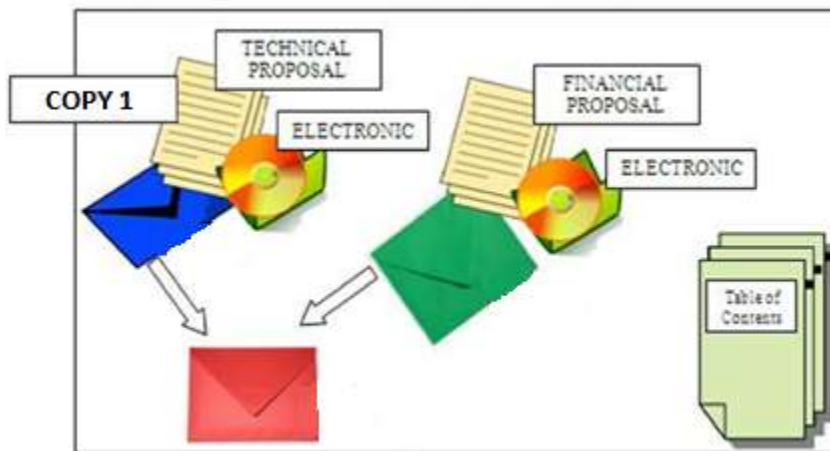 TECHNICAL
PROPOSAL
COPY 1
ELECTRONIC
FINANCIAL
PROPOSAL
ELECTRONIC
Table of
Contents